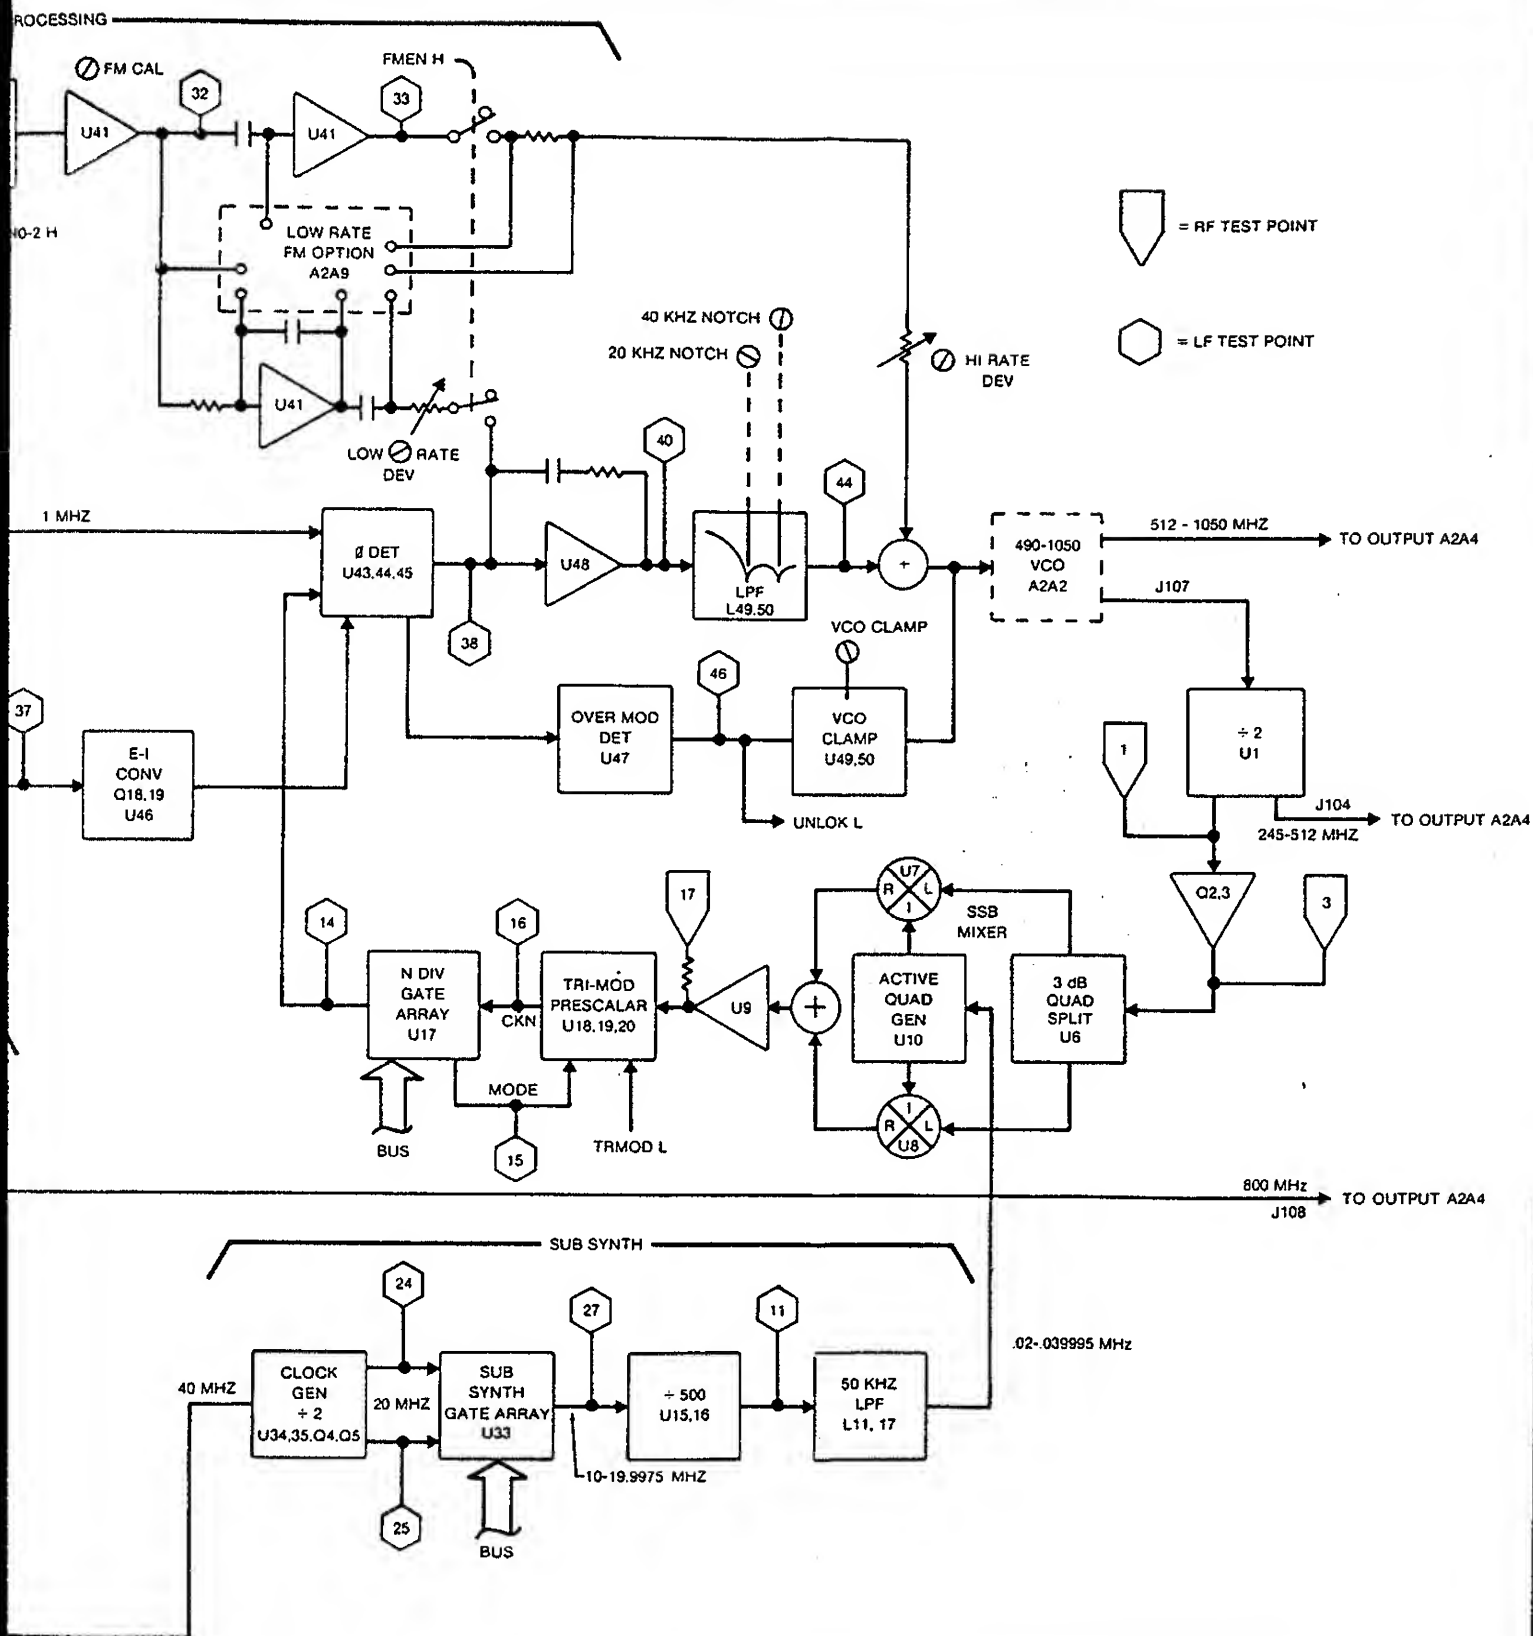 ROCESSING
FM CAL
32
FMEN H
33
U41
U41
NO-2 H
LOW RATE
FM OPTION
A2A9
= RF TEST POINT
40 KHZ NOTCH
20 KHZ NOTCH
= LF TEST POINT
HI RATE
DEV
U41
LOW RATE
DEV
40
44
1 MHZ
Ø DET
U43,44,45
U48
LPF
L49,50
+
490-1050
VCO
A2A2
512 - 1050 MHZ
TO OUTPUT A2A4
J107
38
VCO CLAMP
46
37
OVER MOD
DET
U47
VCO
CLAMP
U49,50
1
÷ 2
U1
E-I
CONV
Q18,19
U46
UNLOK L
J104
245-512 MHZ
TO OUTPUT A2A4
17
U7
R L
I
SSB
MIXER
Q2,3
3
14
16
N DIV
GATE
ARRAY
U17
CKN
TRI-MOD
PRESCALAR
U18,19,20
U9
+
ACTIVE
QUAD
GEN
U10
3 dB
QUAD
SPLIT
U6
MODE
BUS
15
TRMOD L
I
R L
U8
800 MHz
J108
TO OUTPUT A2A4
SUB SYNTH
24
27
11
.02-.039995 MHz
40 MHZ
CLOCK
GEN
÷ 2
U34,35,Q4,Q5
20 MHZ
SUB
SYNTH
GATE ARRAY
U33
÷ 500
U15,16
50 KHZ
LPF
L11, 17
10-19.9975 MHZ
25
BUS